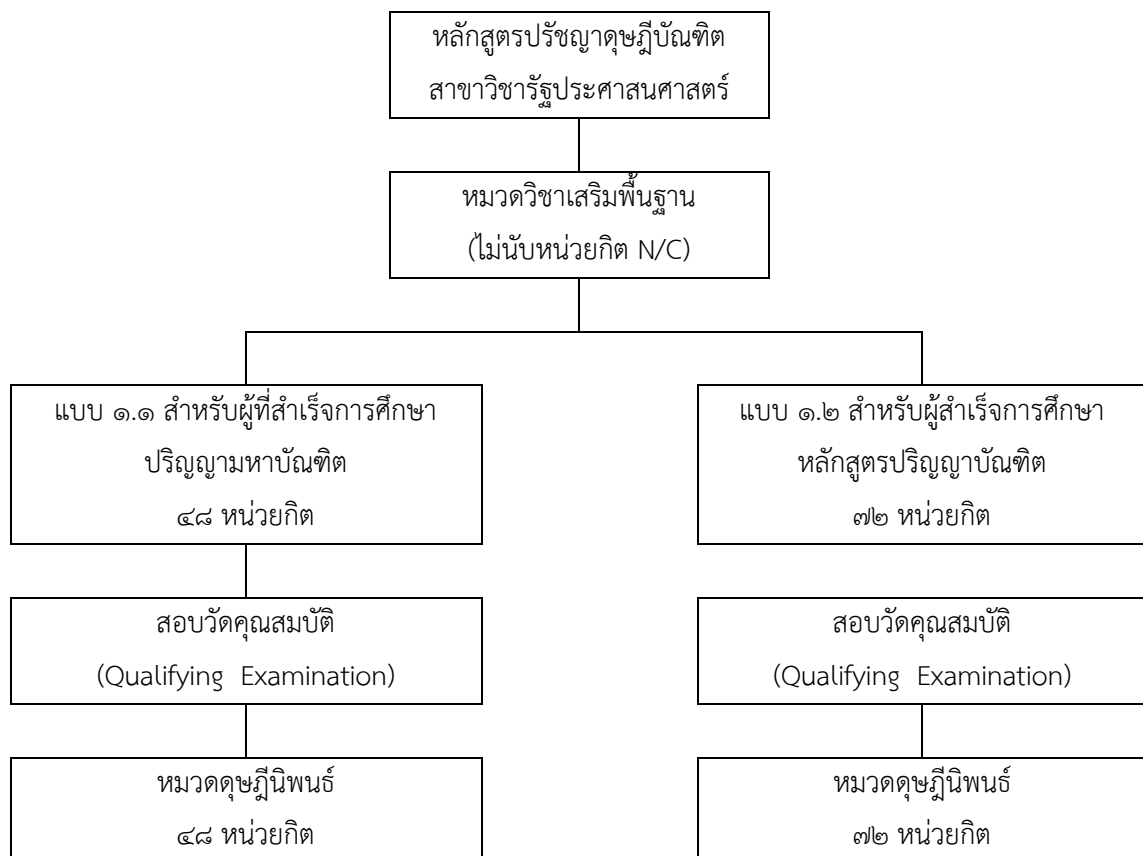 หลักสูตรปรัชญาดุษฎีบัณฑิต
สาขาวิชารัฐประศาสนศาสตร์
หมวดวิชาเสริมพื้นฐาน
(ไม่นับหน่วยกิต N/C)
แบบ ๑.๑ สำหรับผู้ที่สำเร็จการศึกษา
ปริญญามหาบัณฑิต
๔๘ หน่วยกิต
แบบ ๑.๒ สำหรับผู้สำเร็จการศึกษา
หลักสูตรปริญญาบัณฑิต
๗๒ หน่วยกิต
สอบวัดคุณสมบัติ
(Qualifying Examination)
สอบวัดคุณสมบัติ
(Qualifying Examination)
หมวดดุษฎีนิพนธ์
๔๘ หน่วยกิต
หมวดดุษฎีนิพนธ์
๗๒ หน่วยกิต